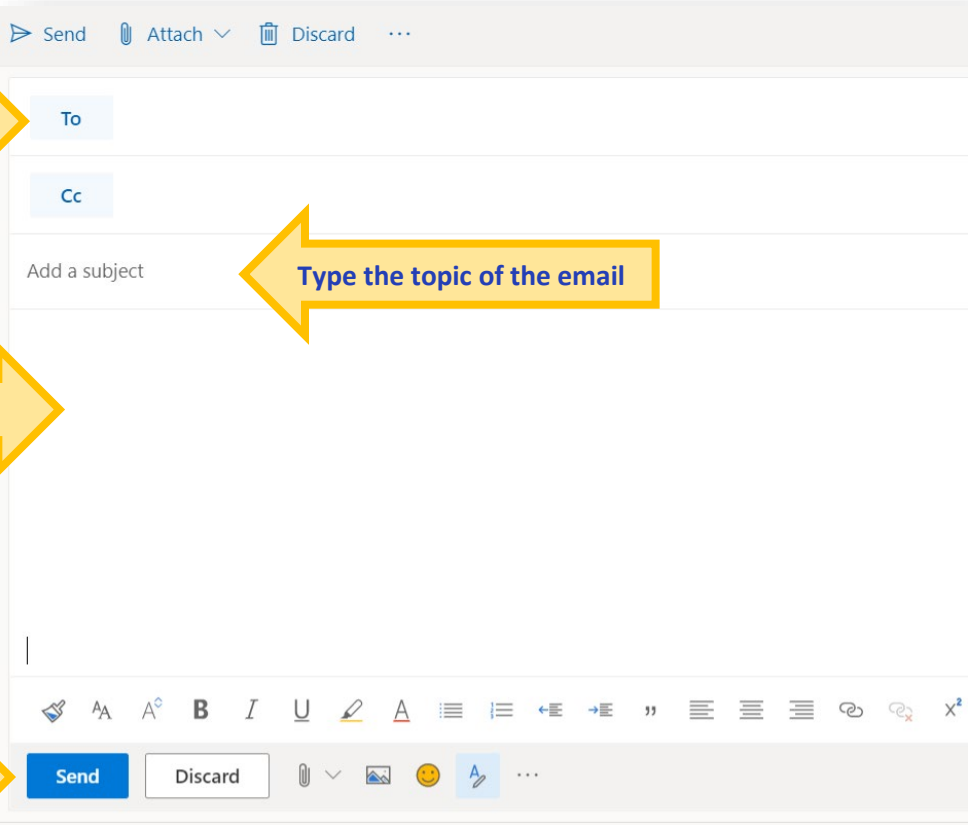 Send Attach Discard ...
To
Cc
Add a subject
Type the topic of the email
B I U A
Send Discard ...